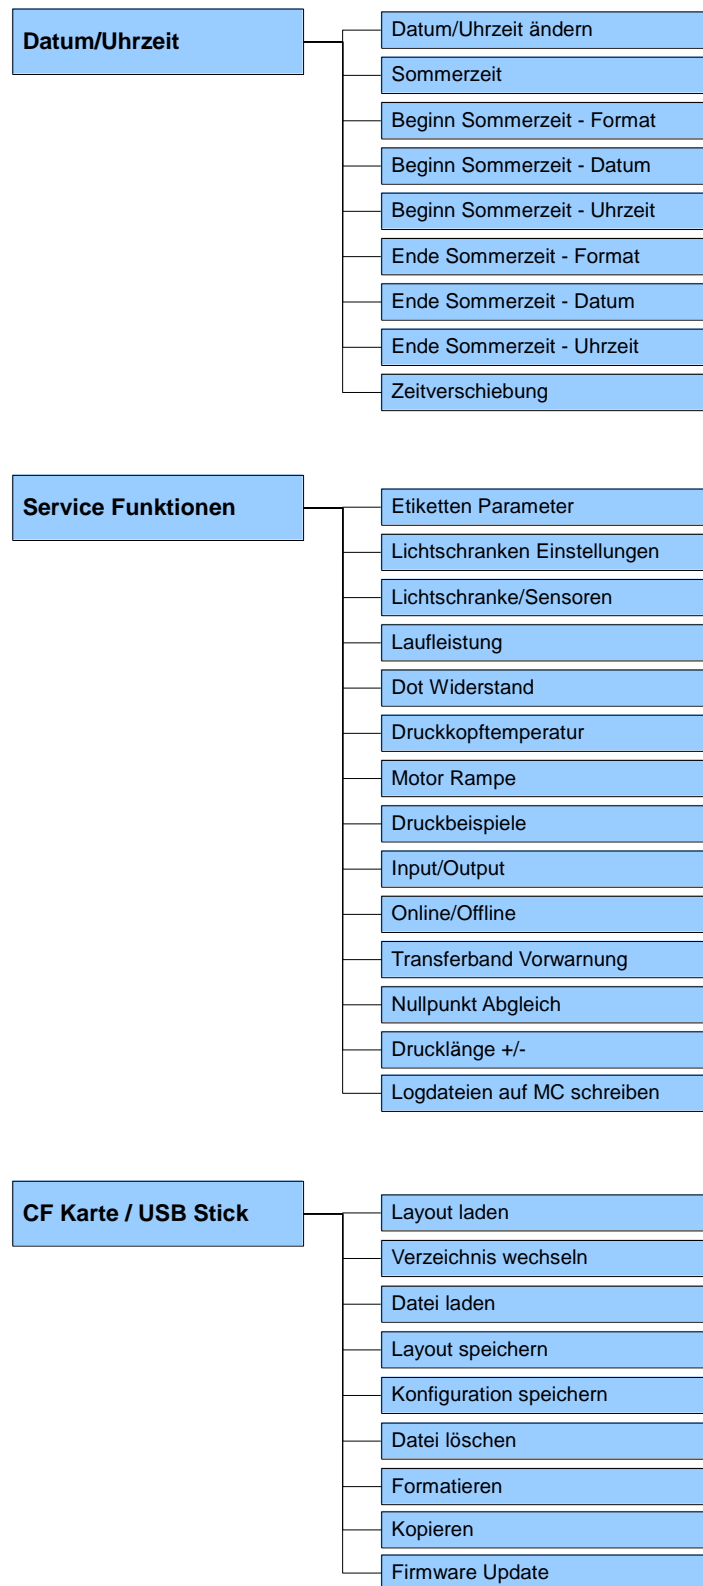 Datum/Uhrzeit
Datum/Uhrzeit ändern
Sommerzeit
Beginn Sommerzeit - Format
Beginn Sommerzeit - Datum
Beginn Sommerzeit - Uhrzeit
Ende Sommerzeit - Format
Ende Sommerzeit - Datum
Ende Sommerzeit - Uhrzeit
Zeitverschiebung
Service Funktionen
Etiketten Parameter
Lichtschranken Einstellungen
Lichtschranke/Sensoren
Laufleistung
Dot Widerstand
Druckkopftemperatur
Motor Rampe
Druckbeispiele
Input/Output
Online/Offline
Transferband Vorwarnung
Nullpunkt Abgleich
Drucklänge +/-
Logdateien auf MC schreiben
CF Karte / USB Stick
Layout laden
Verzeichnis wechseln
Datei laden
Layout speichern
Konfiguration speichern
Datei löschen
Formatieren
Kopieren
Firmware Update